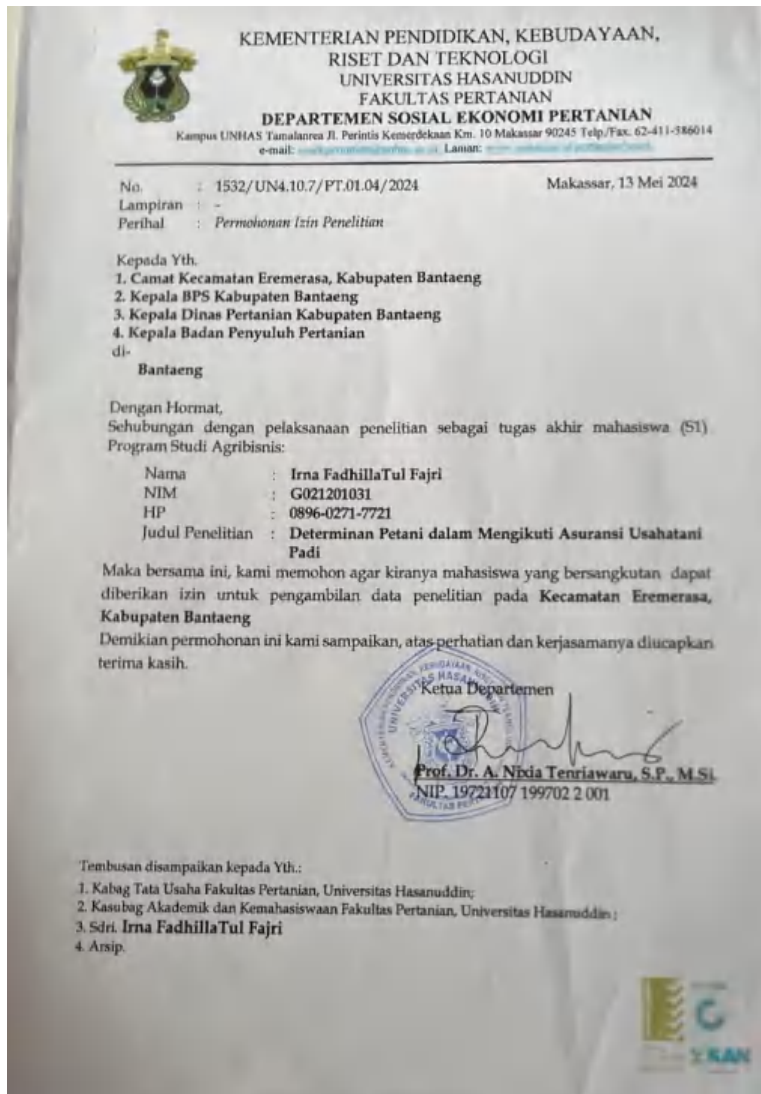 KEMENTERIAN PENDIDIKAN, KEBUDAYAAN,
RISET DAN TEKNOLOGI
UNIVERSITAS HASANUDDIN
FAKULTAS PERTANIAN
DEPARTEMEN SOSIAL EKONOMI PERTANIAN
Kampus UNHAS Tamalanrea Jl. Perintis Kemerdekaan Km. 10 Makassar 90245 Telp/Fax. 62-411-386014
e-mail: Laman:
No. : 1532/UN4.10.7/PT.01.04/2024 Makassar, 13 Mei 2024
Lampiran : -
Perihal : Permohonan Izin Penelitian
Kepada Yth.
1. Camat Kecamatan Eremerasa, Kabupaten Bantaeng
2. Kepala BPS Kabupaten Bantaeng
3. Kepala Dinas Pertanian Kabupaten Bantaeng
4. Kepala Badan Penyuluh Pertanian
di-
Bantaeng
Dengan Hormat,
Sehubungan dengan pelaksanaan penelitian sebagai tugas akhir mahasiswa (S1)
Program Studi Agribisnis:
Nama : Irna FadhillaTul Fajri
NIM : G021201031
HP : 0896-0271-7721
Judul Penelitian : Determinan Petani dalam Mengikuti Asuransi Usahatani
Padi
Maka bersama ini, kami memohon agar kiranya mahasiswa yang bersangkutan dapat
diberikan izin untuk pengambilan data penelitian pada Kecamatan Eremerasa,
Kabupaten Bantaeng
Demikian permohonan ini kami sampaikan, atas perhatian dan kerjasamanya diucapkan
terima kasih.
Ketua Departemen
UNIVERSITAS HASANUDDIN
Prof. Dr. A. Nixia Tenriawaru, S.P., M.Si.
NIP. 19721107 199702 2 001
Tembusan disampaikan kepada Yth.:
1. Kabag Tata Usaha Fakultas Pertanian, Universitas Hasanuddin;
2. Kasubag Akademik dan Kemahasiswaan Fakultas Pertanian, Universitas Hasanuddin;
3. Sdri. Irna FadhillaTul Fajri
4. Arsip.
KAN